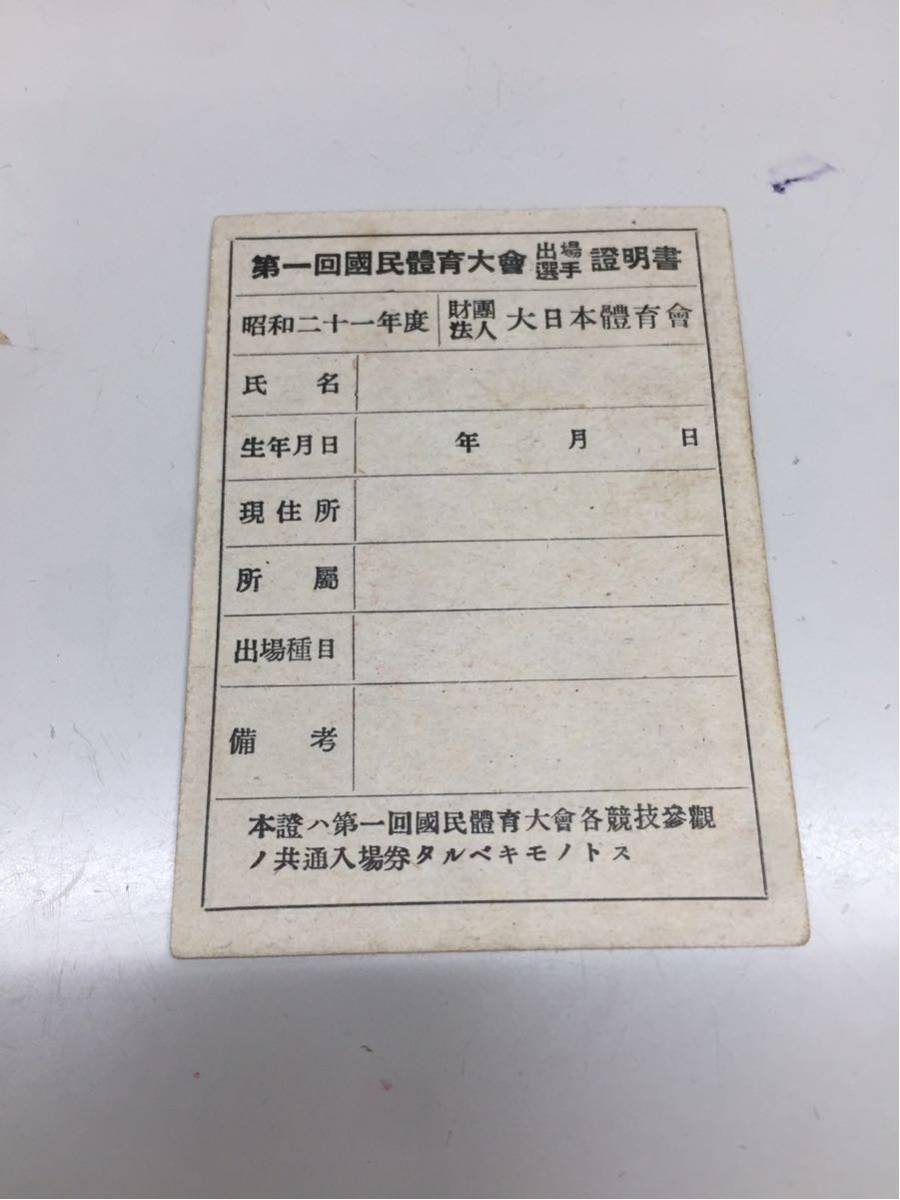 第一回國民體育大會 出場選手 證明書
昭和二十一年度 財團法人 大日本體育會
氏名
生年月日 年 月 日
現住所
所屬
出場種目
備考
本證ハ第一回國民體育大會各競技參觀
ノ共通入場券タルベキモノトス